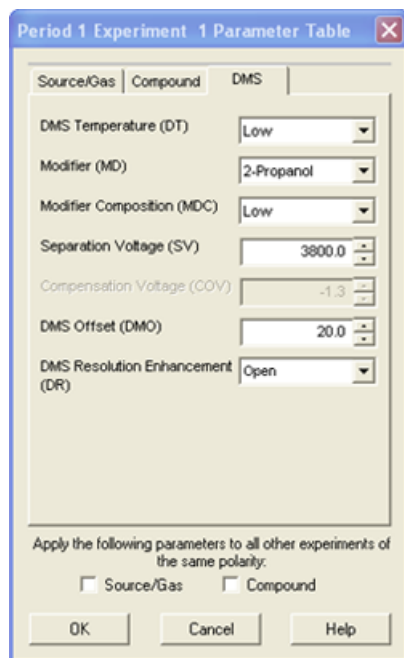 Period 1 Experiment 1 Parameter Table
Source/Gas Compound DMS
DMS Temperature (DT) Low
Modifier (MD) 2-Propanol
Modifier Composition (MDC) Low
Separation Voltage (SV) 3800.0
Compensation Voltage (COV) -1.3
DMS Offset (DMO) 20.0
DMS Resolution Enhancement Open
(DR)
Apply the following parameters to all other experiments of
the same polarity:
Source/Gas Compound
OK Cancel Help